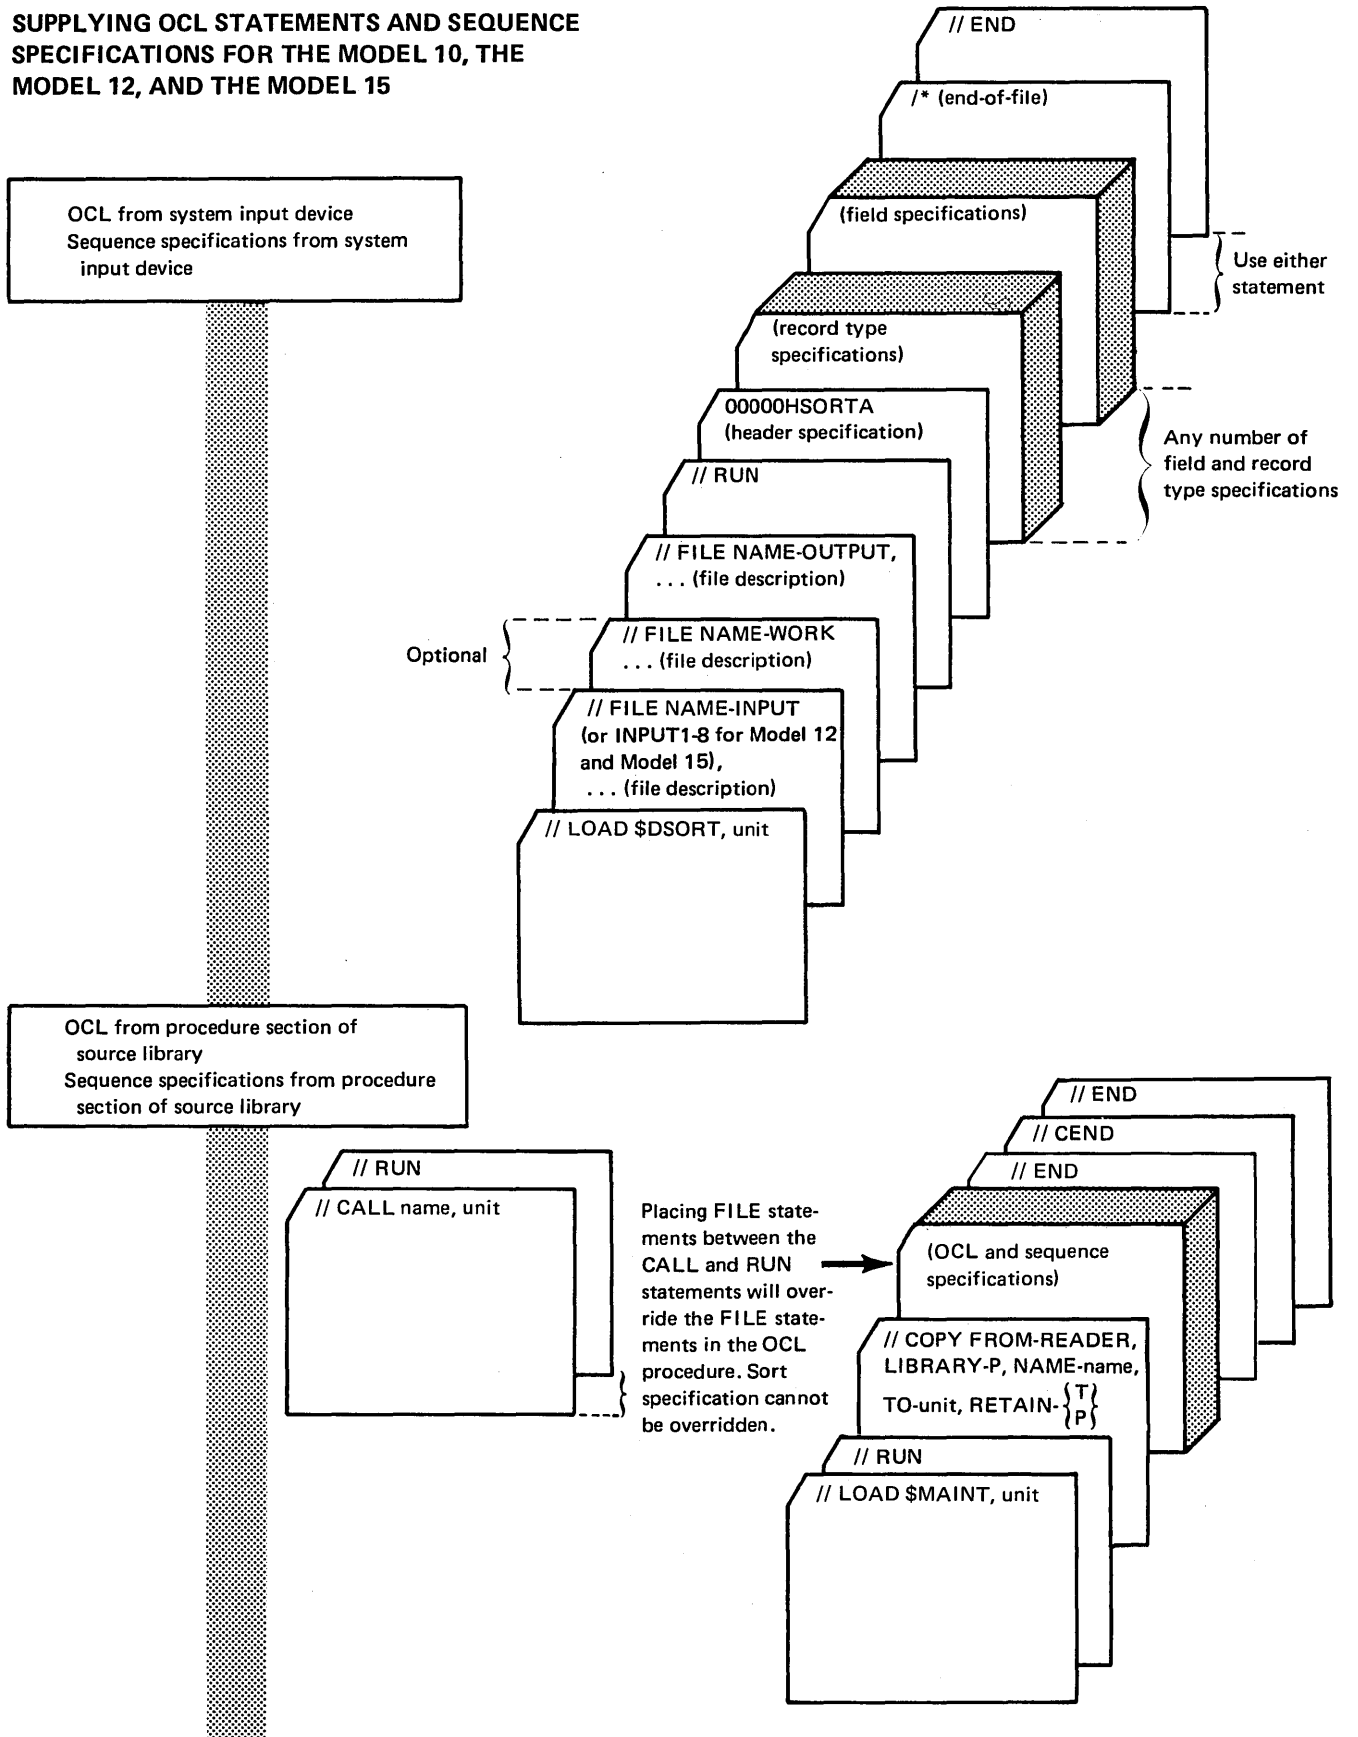 SUPPLYING OCL STATEMENTS AND SEQUENCE
SPECIFICATIONS FOR THE MODEL 10, THE
MODEL 12, AND THE MODEL 15
// END
/* (end-of-file)
(field specifications)
Use either
statement
(record type
specifications)
00000HSORTA
(header specification)
Any number of
field and record
type specifications
// RUN
// FILE NAME-OUTPUT,
. . . (file description)
Optional
// FILE NAME-WORK
. . . (file description)
// FILE NAME-INPUT
(or INPUT1-8 for Model 12
and Model 15),
. . . (file description)
// LOAD $DSORT, unit
OCL from system input device
Sequence specifications from system
input device
OCL from procedure section of
source library
Sequence specifications from procedure
section of source library
// RUN
// CALL name, unit
Placing FILE state-
ments between the
CALL and RUN
statements will over-
ride the FILE state-
ments in the OCL
procedure. Sort
specification cannot
be overridden.
// END
// CEND
// END
(OCL and sequence
specifications)
// COPY FROM-READER,
LIBRARY-P, NAME-name,
TO-unit, RETAIN-{T
P}
// RUN
// LOAD $MAINT, unit